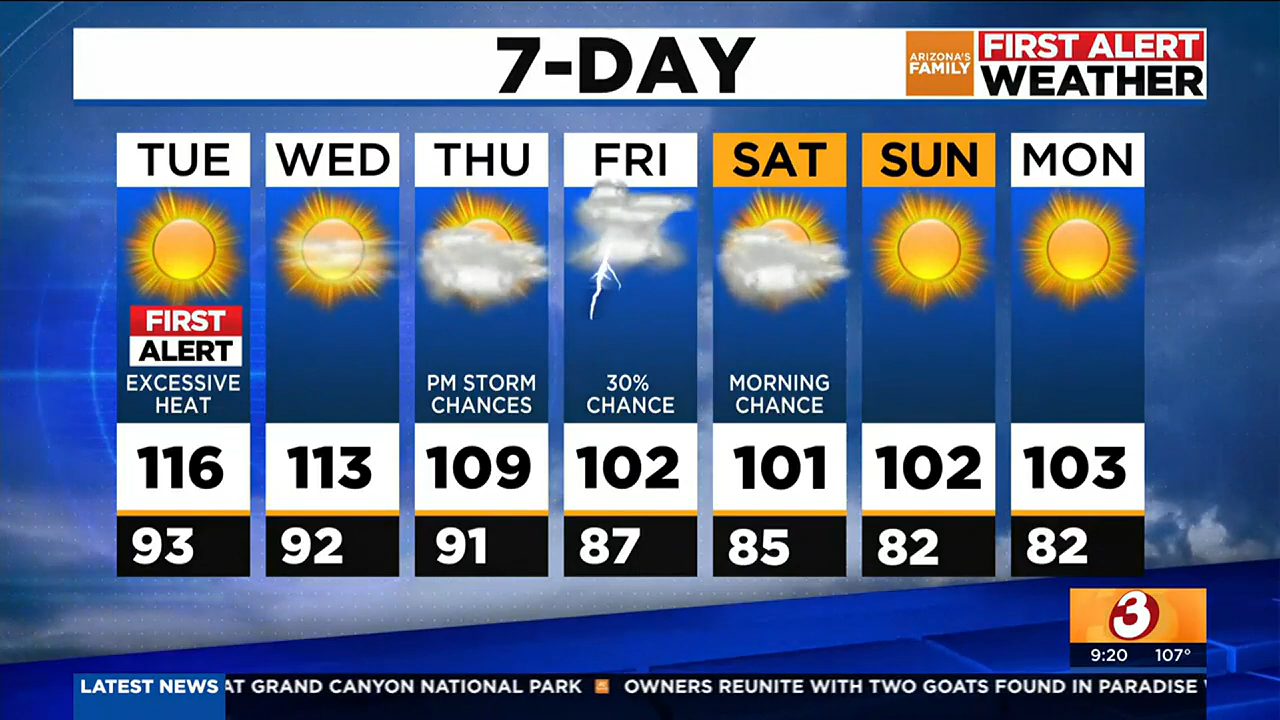 7-DAY
ARIZONA'S
FAMILY
FIRST ALERT
WEATHER
TUE
WED
THU
FRI
SAT
SUN
MON
FIRST
ALERT
EXCESSIVE
HEAT
PM STORM
CHANCES
30%
CHANCE
MORNING
CHANCE
116
113
109
102
101
102
103
93
92
91
87
85
82
82
3
9:20 107°
LATEST NEWS
AT GRAND CANYON NATIONAL PARK OWNERS REUNITE WITH TWO GOATS FOUND IN PARADISE